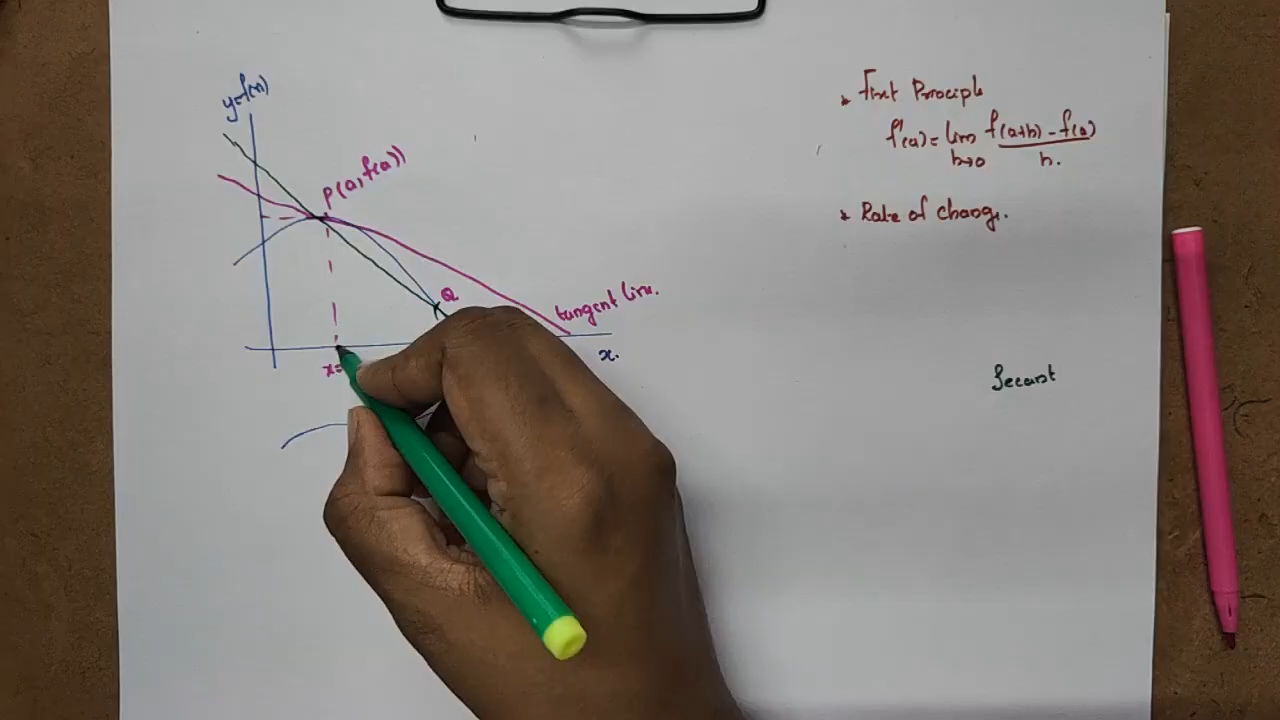 y=f(x)
P(a, f(a))
Q
tangent line.
x=
x.
* First Principle
f'(a) = lim f(a+h) - f(a)
h→0 h.
* Rate of change.
Secant